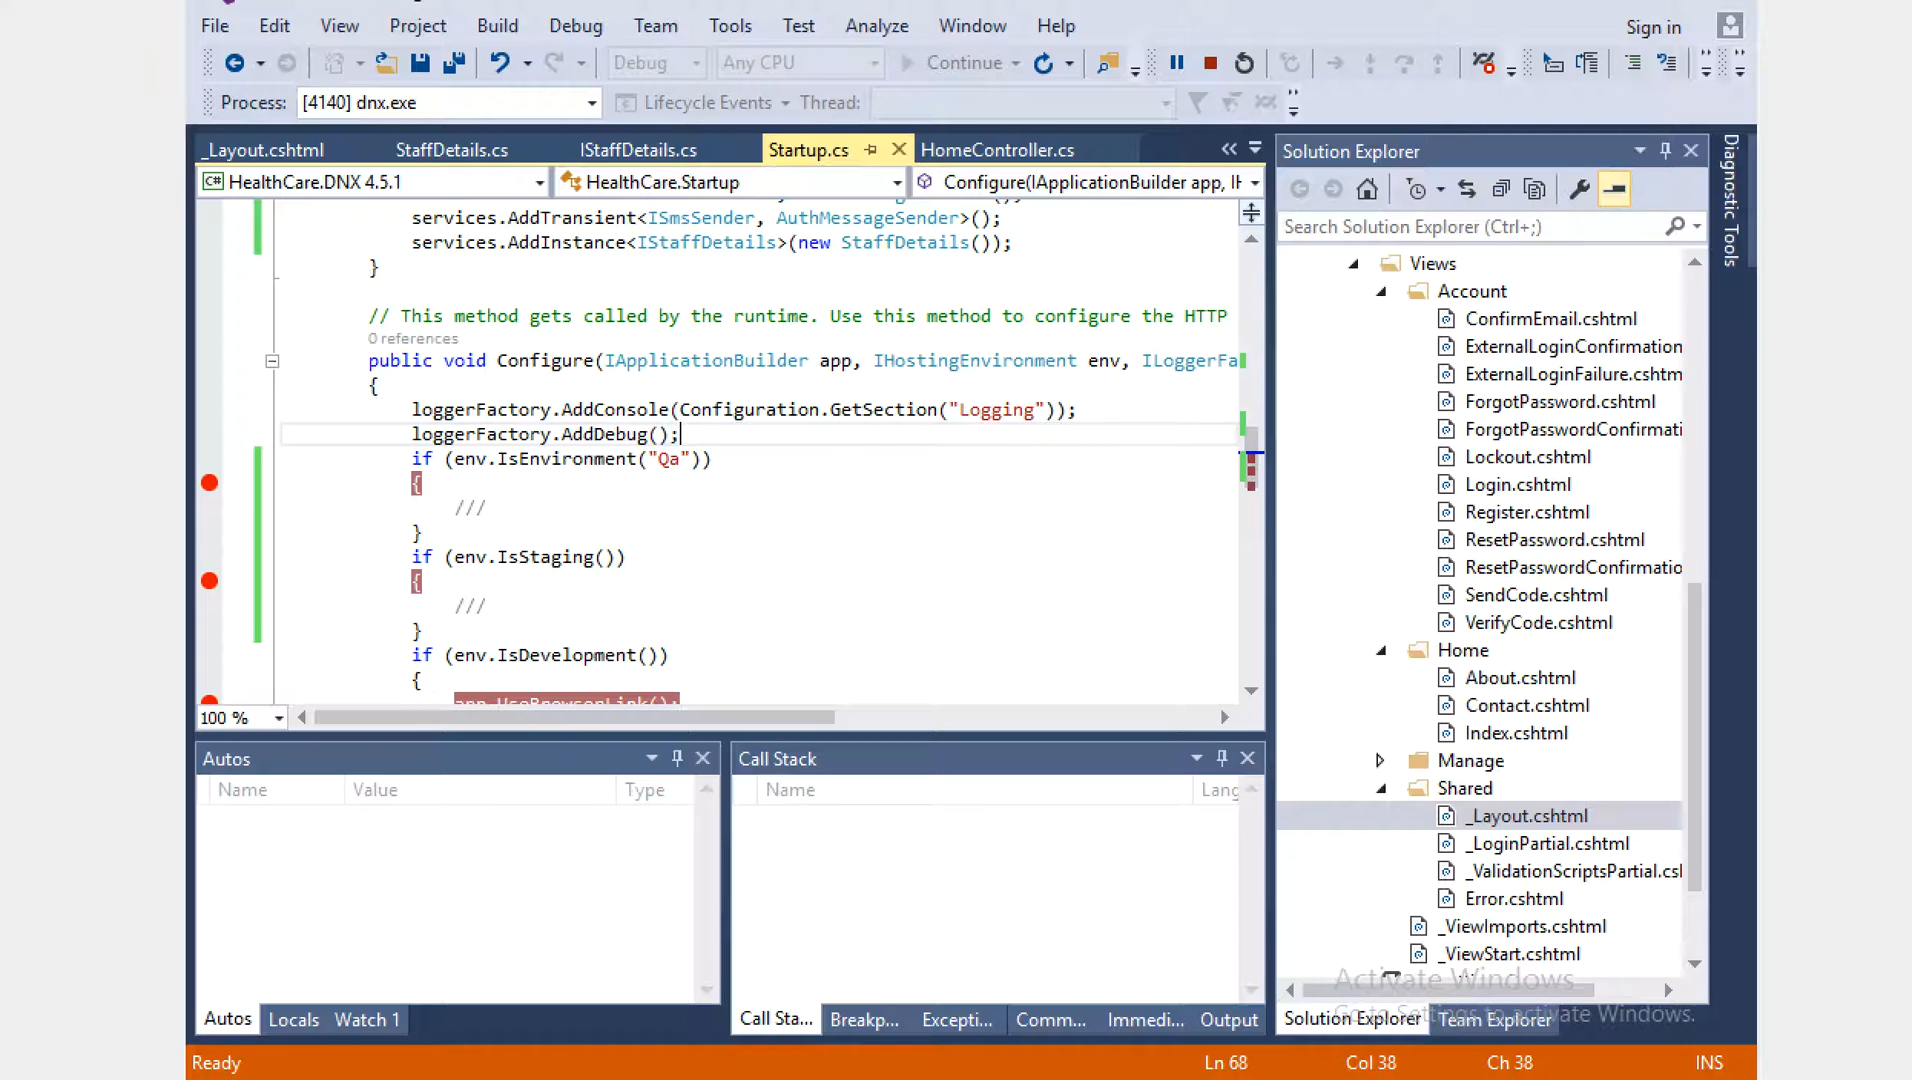 File Edit View Project Build Debug Team Tools Test Analyze Window Help Sign in
Debug Any CPU Continue
Process: [4140] dnx.exe Lifecycle Events Thread:
_Layout.cshtml StaffDetails.cs IStaffDetails.cs Startup.cs HomeController.cs
HealthCare.DNX 4.5.1 HealthCare.Startup Configure(IApplicationBuilder app, IH
services.AddTransient<ISmsSender, AuthMessageSender>();
services.AddInstance<IStaffDetails>(new StaffDetails());
}
// This method gets called by the runtime. Use this method to configure the HTTP
0 references
public void Configure(IApplicationBuilder app, IHostingEnvironment env, ILoggerFa
{
loggerFactory.AddConsole(Configuration.GetSection("Logging"));
loggerFactory.AddDebug();
if (env.IsEnvironment("Qa"))
{
///
}
if (env.IsStaging())
{
///
}
if (env.IsDevelopment())
{
app.UseBrowserLink();
100 %
Autos
Name Value Type
Autos Locals Watch 1
Call Stack
Name Lang
Call Sta... Breakp... Excepti... Comm... Immedi... Output
Solution Explorer
Search Solution Explorer (Ctrl+;)
Views
Account
ConfirmEmail.cshtml
ExternalLoginConfirmation
ExternalLoginFailure.cshtm
ForgotPassword.cshtml
ForgotPasswordConfirmati
Lockout.cshtml
Login.cshtml
Register.cshtml
ResetPassword.cshtml
ResetPasswordConfirmatio
SendCode.cshtml
VerifyCode.cshtml
Home
About.cshtml
Contact.cshtml
Index.cshtml
Manage
Shared
_Layout.cshtml
_LoginPartial.cshtml
_ValidationScriptsPartial.csl
Error.cshtml
_ViewImports.cshtml
_ViewStart.cshtml
Activate Windows
Go to Settings to activate Windows.
Solution Explorer Team Explorer
Diagnostic Tools
Ready Ln 68 Col 38 Ch 38 INS